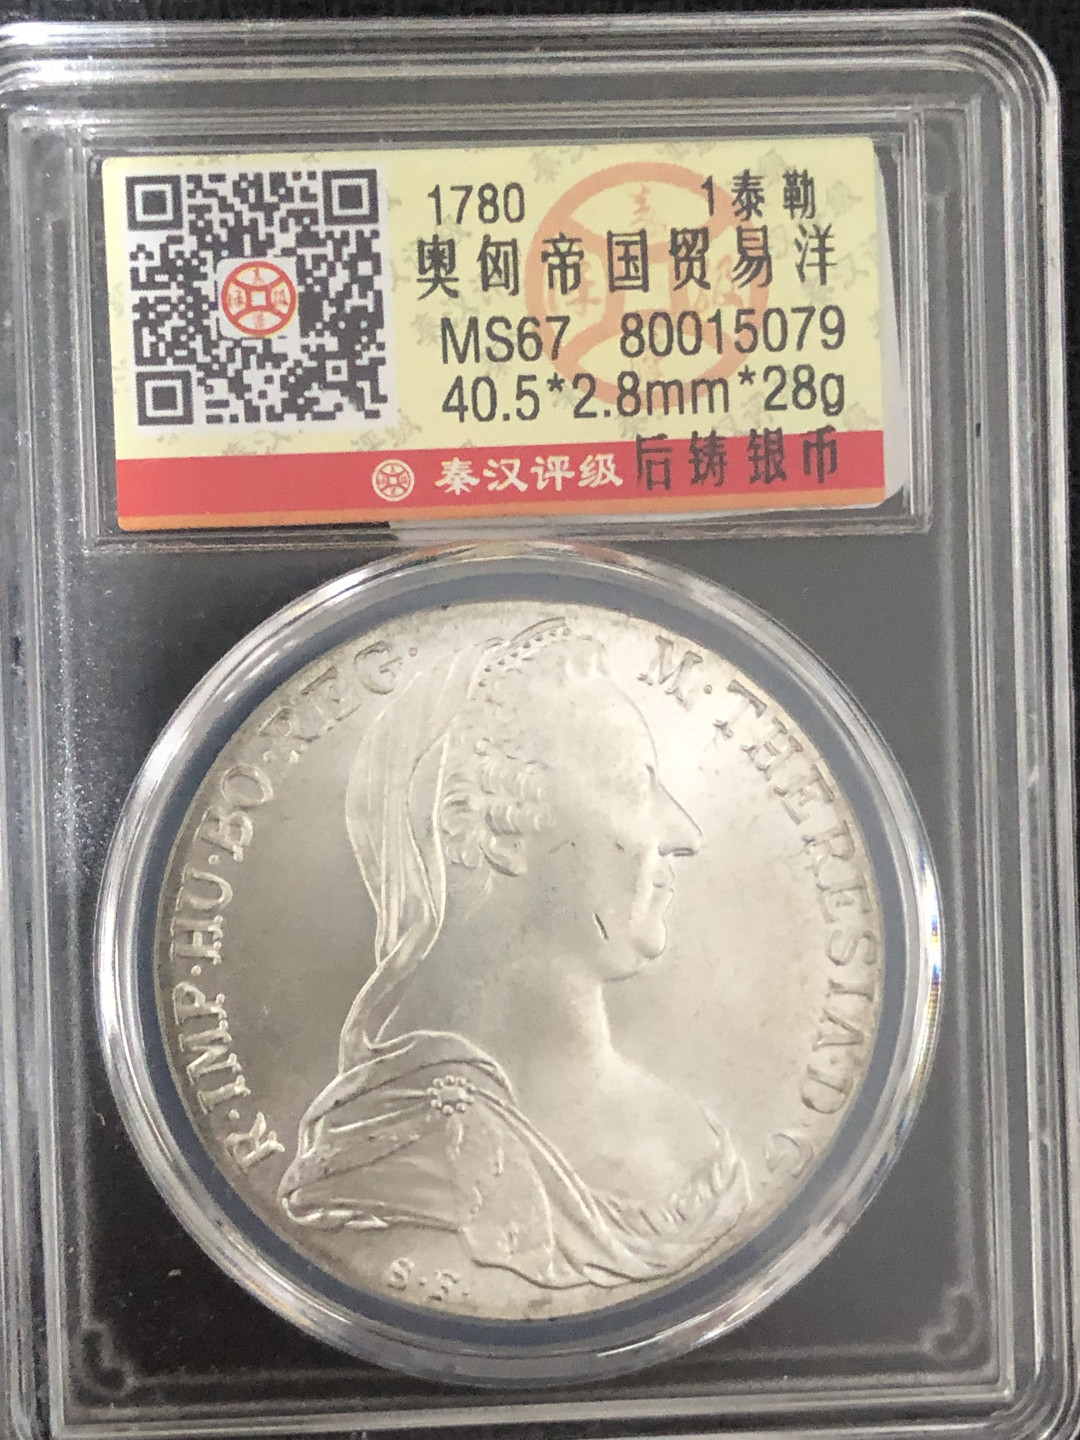 1780 1泰勒
奥匈帝国贸易洋
MS67 80015079
40.5*2.8mm*28g
秦汉评级 后铸银币
R·IMP·HU·BO·REG· M·THERESIA·D·G·
S·F·